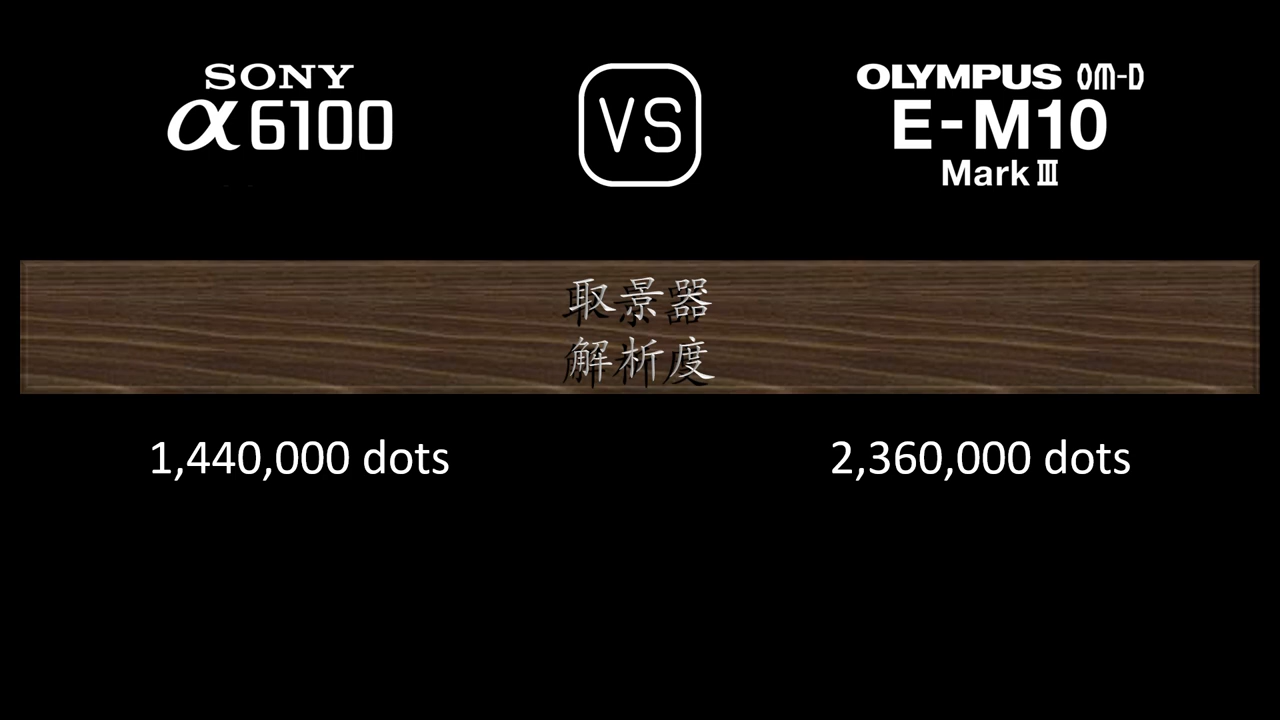 SONY
α6100
VS
OLYMPUS OM-D
E-M10
Mark III
取景器
解析度
1,440,000 dots
2,360,000 dots